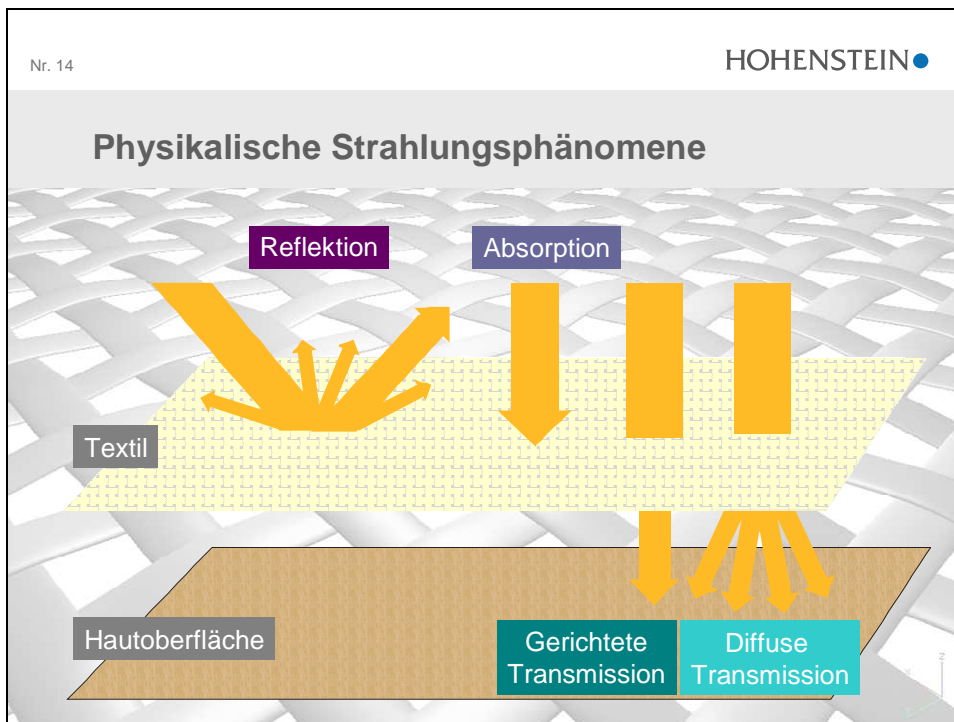 Nr. 14
HOHENSTEIN
Physikalische Strahlungsphänomene
Reflektion
Absorption
Textil
Hautoberfläche
Gerichtete
Transmission
Diffuse
Transmission
z